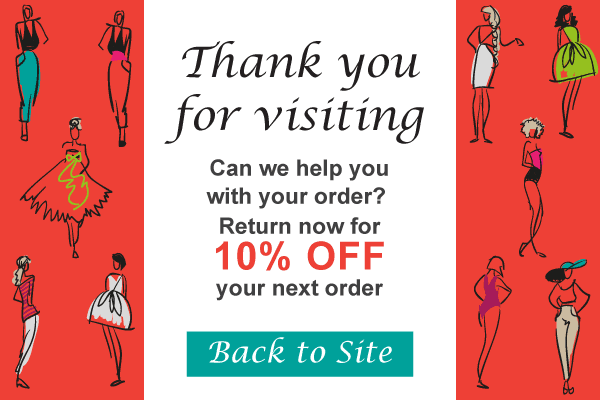 Thank you
for visiting
Can we help you
with your order?
Return now for
10% OFF
your next order
Back to Site